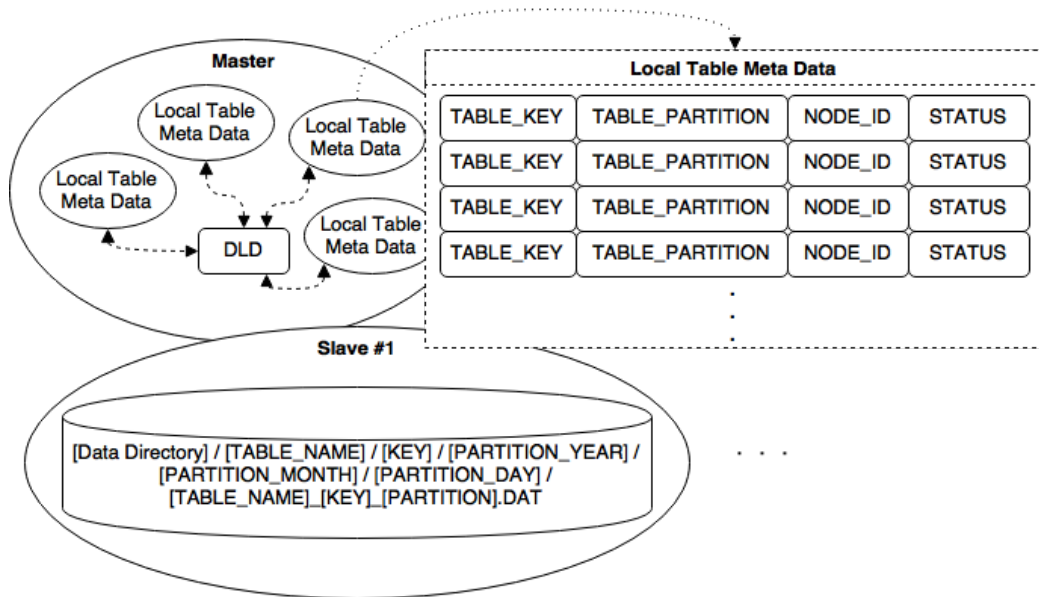 Master
Local Table
Meta Data
Local Table
Meta Data
Local Table
Meta Data
Local Table
Meta Data
DLD
Local Table Meta Data
TABLE_KEY TABLE_PARTITION NODE_ID STATUS
TABLE_KEY TABLE_PARTITION NODE_ID STATUS
TABLE_KEY TABLE_PARTITION NODE_ID STATUS
TABLE_KEY TABLE_PARTITION NODE_ID STATUS
.
.
.
Slave #1
[Data Directory] / [TABLE_NAME] / [KEY] / [PARTITION_YEAR] /
[PARTITION_MONTH] / [PARTITION_DAY] /
[TABLE_NAME]_[KEY]_[PARTITION].DAT
. . .